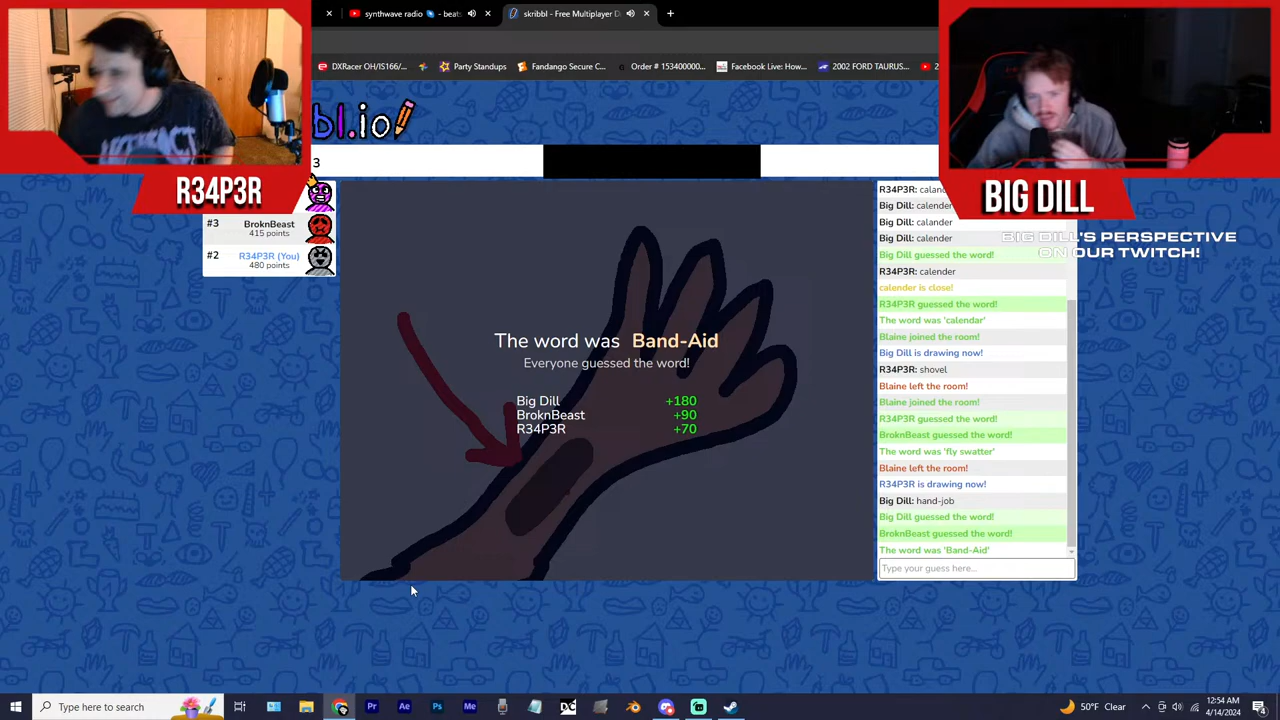 synthwave radio - beats
skribbl - Free Multiplayer D
DXRacer OH/IS166/...
Party Standups
Fandango Secure C...
Order # 153400000...
Facebook Live: How...
2002 FORD TAURUS...
bl.io
3
R34P3R
BIG DILL
BIG DILL'S PERSPECTIVE
ON OUR TWITCH!
#3 BroknBeast
415 points
#2 R34P3R (You)
480 points
The word was Band-Aid
Everyone guessed the word!
Big Dill +180
BroknBeast +90
R34P3R +70
R34P3R: caland
Big Dill: calender
Big Dill: calander
Big Dill: calender
Big Dill guessed the word!
R34P3R: calender
calender is close!
R34P3R guessed the word!
The word was 'calendar'
Blaine joined the room!
Big Dill is drawing now!
R34P3R: shovel
Blaine left the room!
Blaine joined the room!
R34P3R guessed the word!
BroknBeast guessed the word!
The word was 'fly swatter'
Blaine left the room!
R34P3R is drawing now!
Big Dill: hand-job
Big Dill guessed the word!
BroknBeast guessed the word!
The word was 'Band-Aid'
Type your guess here...
Type here to search
Pr
Ae
Ps
Me
50°F Clear
12:54 AM
4/14/2024